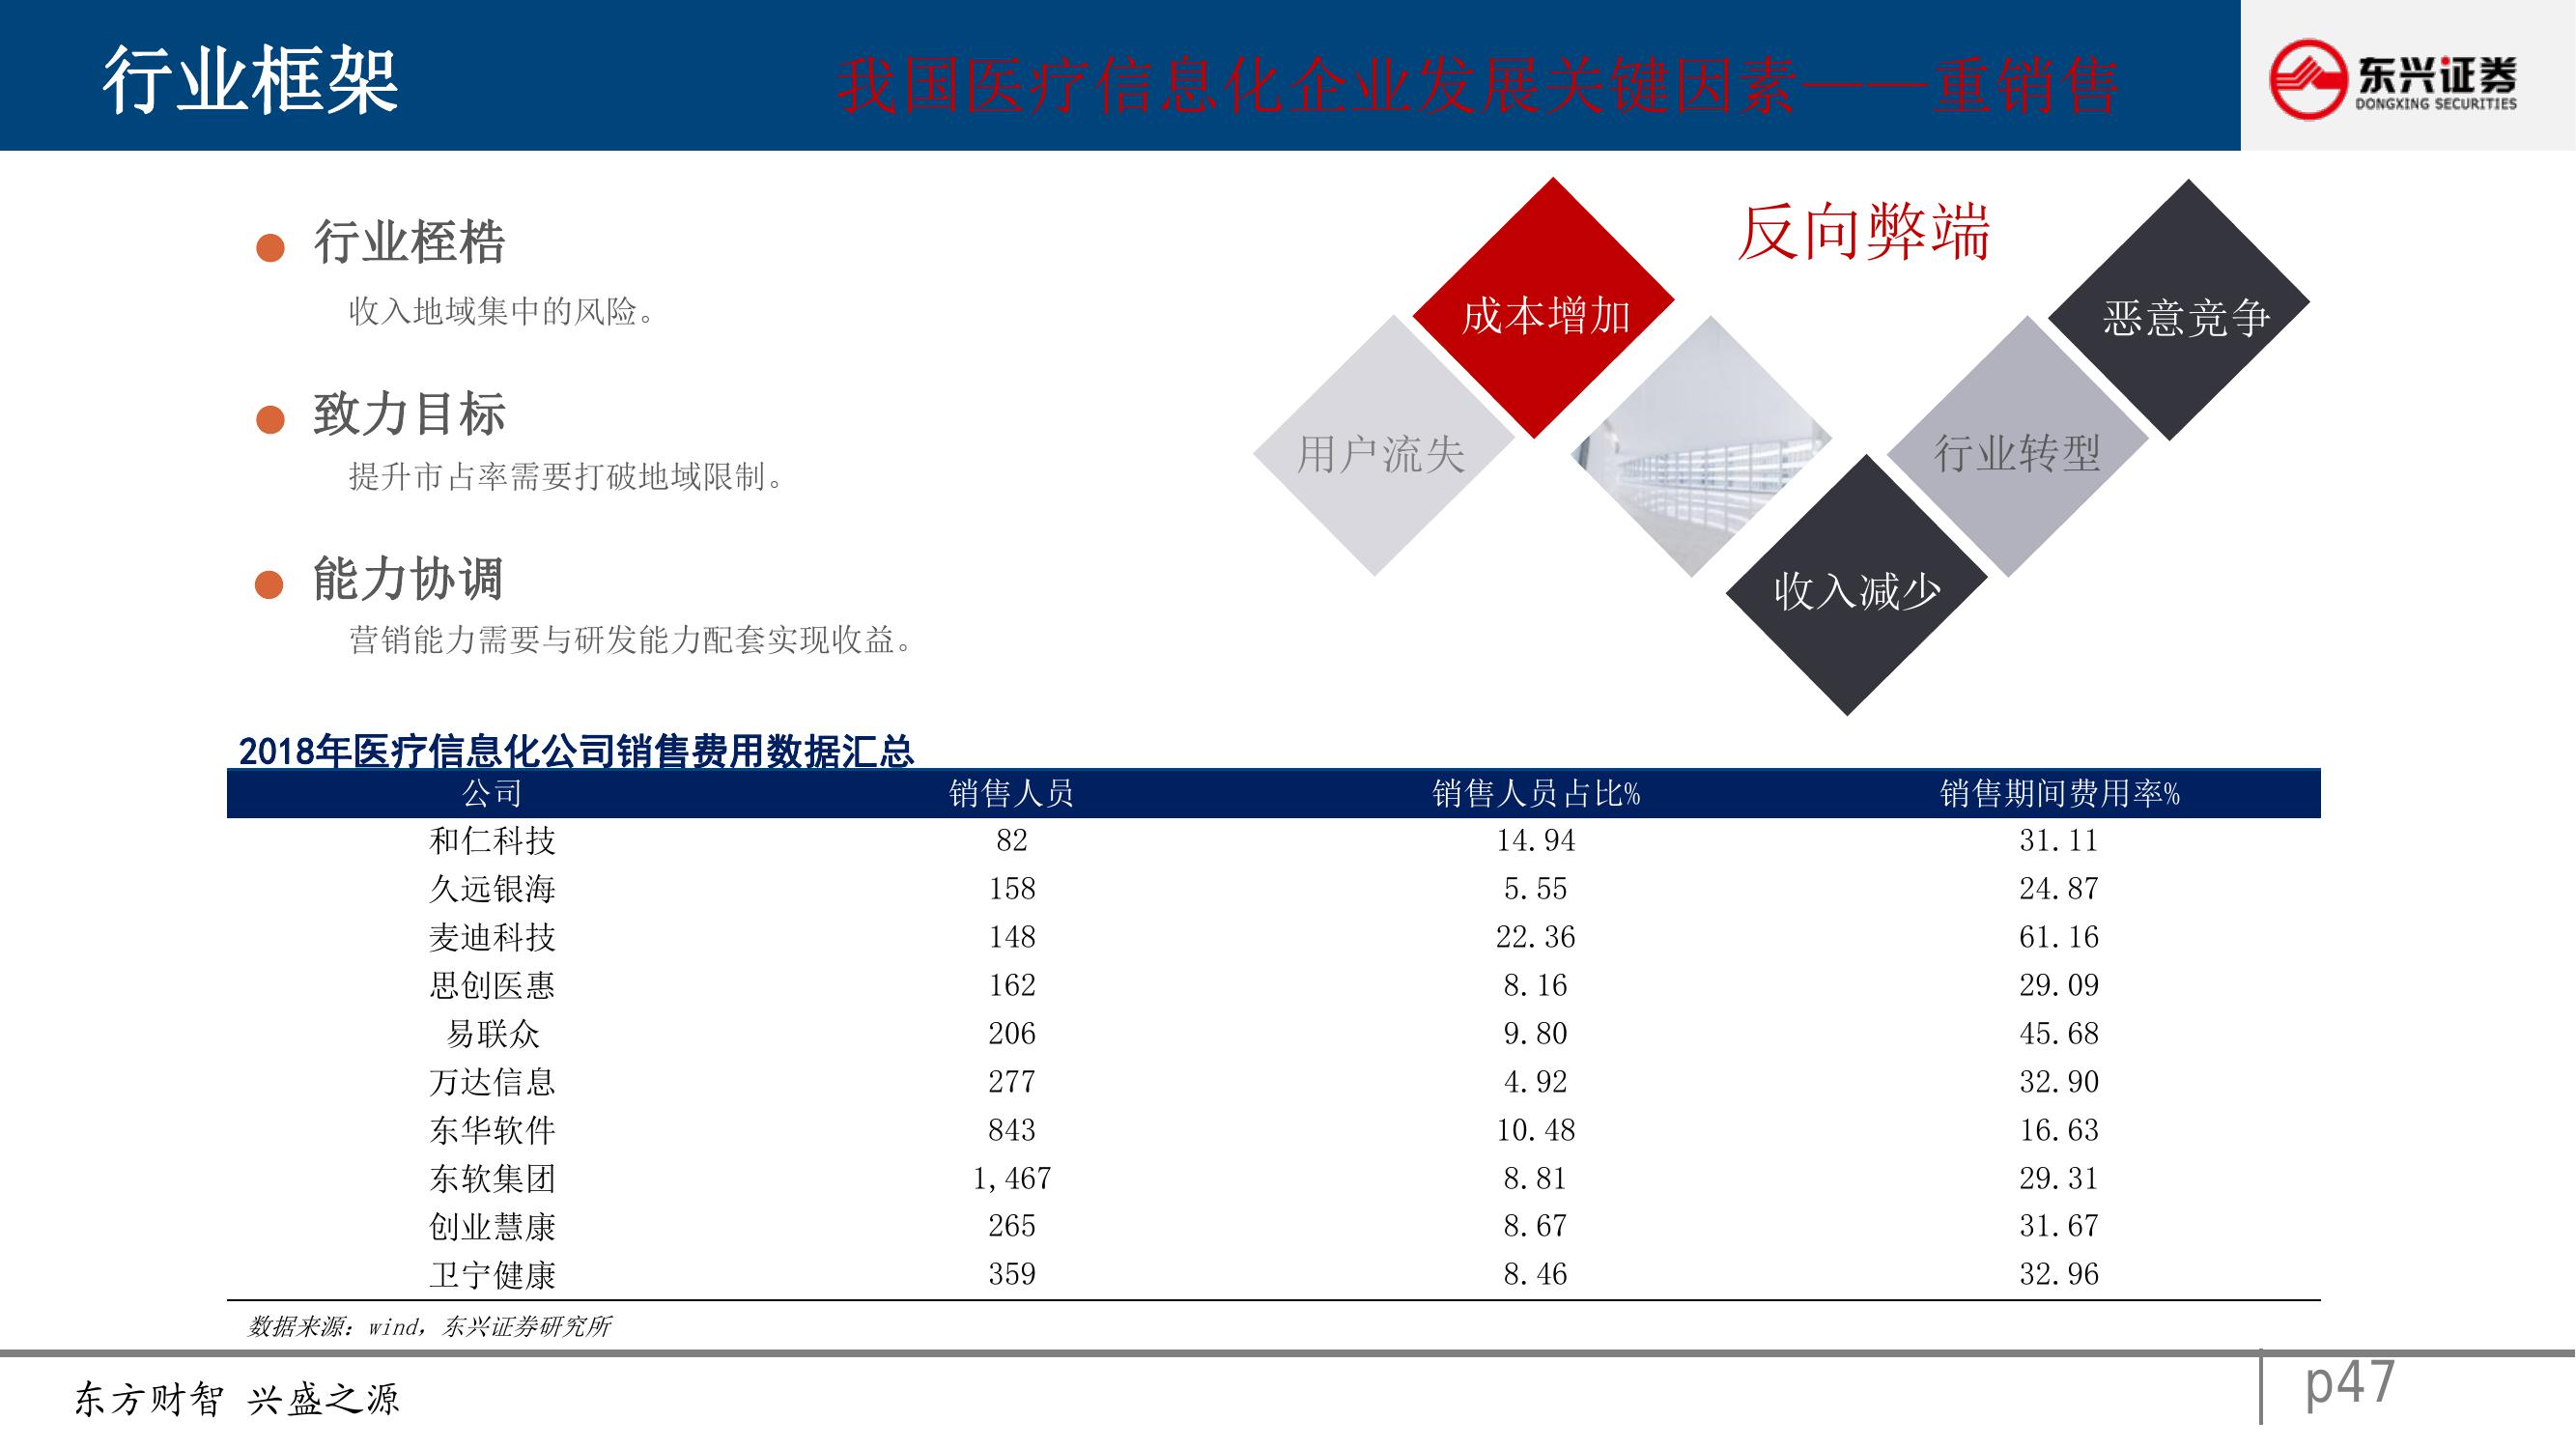 行业框架
我国医疗信息化企业发展关键因素——重销售
东兴证券
DONGXING SECURITIES
行业桎梏
收入地域集中的风险。
致力目标
提升市占率需要打破地域限制。
能力协调
营销能力需要与研发能力配套实现收益。
反向弊端
成本增加
恶意竞争
用户流失
行业转型
收入减少
2018年医疗信息化公司销售费用数据汇总
公司 销售人员 销售人员占比% 销售期间费用率%
和仁科技 82 14.94 31.11
久远银海 158 5.55 24.87
麦迪科技 148 22.36 61.16
思创医惠 162 8.16 29.09
易联众 206 9.80 45.68
万达信息 277 4.92 32.90
东华软件 843 10.48 16.63
东软集团 1,467 8.81 29.31
创业慧康 265 8.67 31.67
卫宁健康 359 8.46 32.96
数据来源：wind，东兴证券研究所
东方财智 兴盛之源
p47